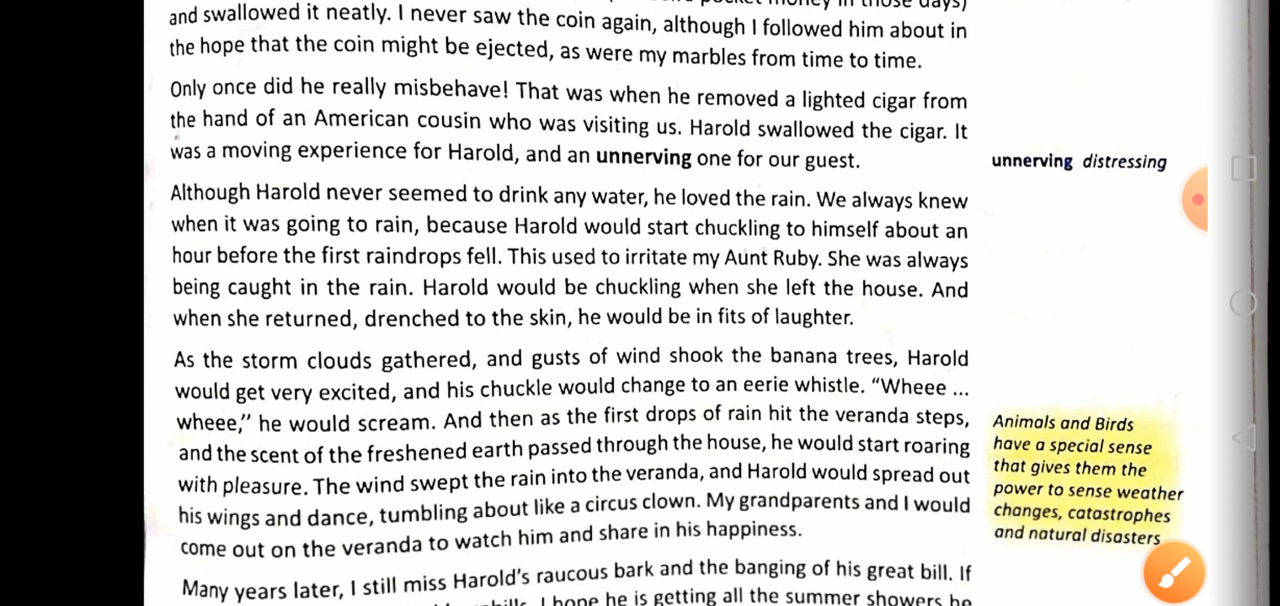 those days)
and swallowed it neatly. I never saw the coin again, although I followed him about in
the hope that the coin might be ejected, as were my marbles from time to time.
Only once did he really misbehave! That was when he removed a lighted cigar from
the hand of an American cousin who was visiting us. Harold swallowed the cigar. It
was a moving experience for Harold, and an unnerving one for our guest.
unnerving distressing
Although Harold never seemed to drink any water, he loved the rain. We always knew
when it was going to rain, because Harold would start chuckling to himself about an
hour before the first raindrops fell. This used to irritate my Aunt Ruby. She was always
being caught in the rain. Harold would be chuckling when she left the house. And
when she returned, drenched to the skin, he would be in fits of laughter.
As the storm clouds gathered, and gusts of wind shook the banana trees, Harold
would get very excited, and his chuckle would change to an eerie whistle. “Wheee ...
wheee,” he would scream. And then as the first drops of rain hit the veranda steps,
and the scent of the freshened earth passed through the house, he would start roaring
with pleasure. The wind swept the rain into the veranda, and Harold would spread out
his wings and dance, tumbling about like a circus clown. My grandparents and I would
come out on the veranda to watch him and share in his happiness.
Animals and Birds
have a special sense
that gives them the
power to sense weather
changes, catastrophes
and natural disasters
Many years later, I still miss Harold’s raucous bark and the banging of his great bill. If
I hope he is getting all the summer showers he